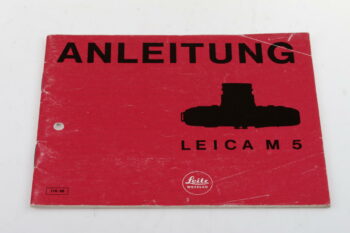 ANLEITUNG
LEICA M 5
Leitz
WETZLAR